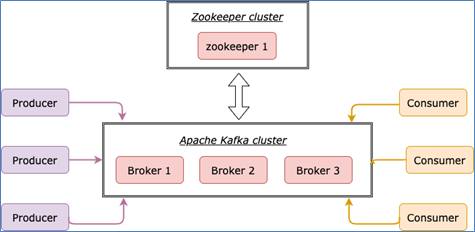 Zookeeper cluster
zookeeper 1
Producer
Consumer
Apache Kafka cluster
Producer
Broker 1
Broker 2
Broker 3
Consumer
Producer
Consumer